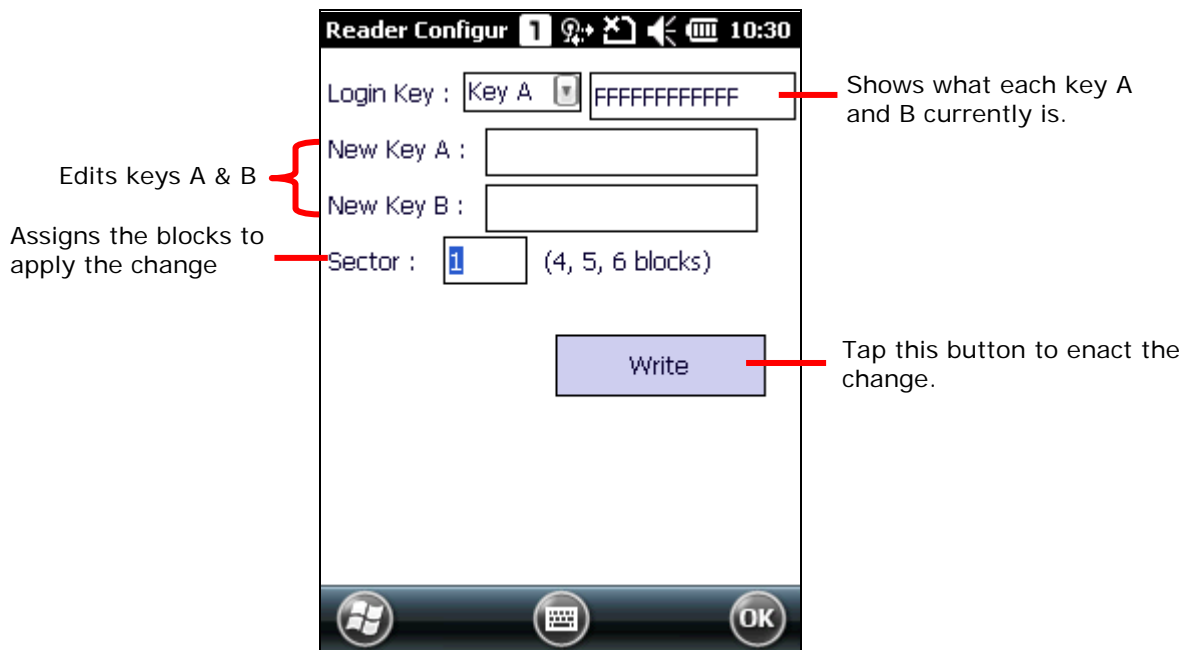 Reader Configur 1 10:30
Login Key : Key A FFFFFFFFFFFF
Shows what each key A
and B currently is.
New Key A :
Edits keys A & B
New Key B :
Assigns the blocks to
apply the change
Sector : 1 (4, 5, 6 blocks)
Write
Tap this button to enact the
change.
OK